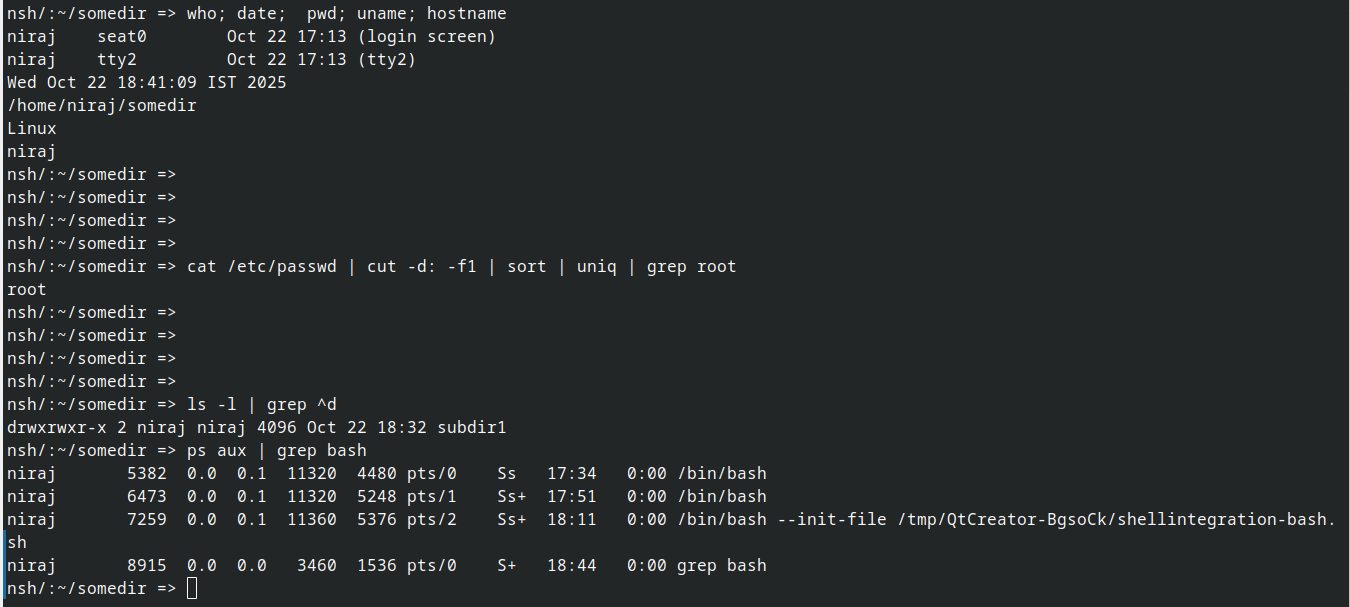 nsh/:~/somedir => who; date;  pwd; uname; hostname
niraj    seat0        Oct 22 17:13 (login screen)
niraj    tty2         Oct 22 17:13 (tty2)
Wed Oct 22 18:41:09 IST 2025
/home/niraj/somedir
Linux
niraj
nsh/:~/somedir =>
nsh/:~/somedir =>
nsh/:~/somedir =>
nsh/:~/somedir =>
nsh/:~/somedir => cat /etc/passwd | cut -d: -f1 | sort | uniq | grep root
root
nsh/:~/somedir =>
nsh/:~/somedir =>
nsh/:~/somedir =>
nsh/:~/somedir =>
nsh/:~/somedir => ls -l | grep ^d
drwxrwxr-x 2 niraj niraj 4096 Oct 22 18:32 subdir1
nsh/:~/somedir => ps aux | grep bash
niraj       5382  0.0  0.1  11320  4480 pts/0    Ss   17:34   0:00 /bin/bash
niraj       6473  0.0  0.1  11320  5248 pts/1    Ss+  17:51   0:00 /bin/bash
niraj       7259  0.0  0.1  11360  5376 pts/2    Ss+  18:11   0:00 /bin/bash --init-file /tmp/QtCreator-BgsoCk/shellintegration-bash.
sh
niraj       8915  0.0  0.0   3460  1536 pts/0    S+   18:44   0:00 grep bash
nsh/:~/somedir =>